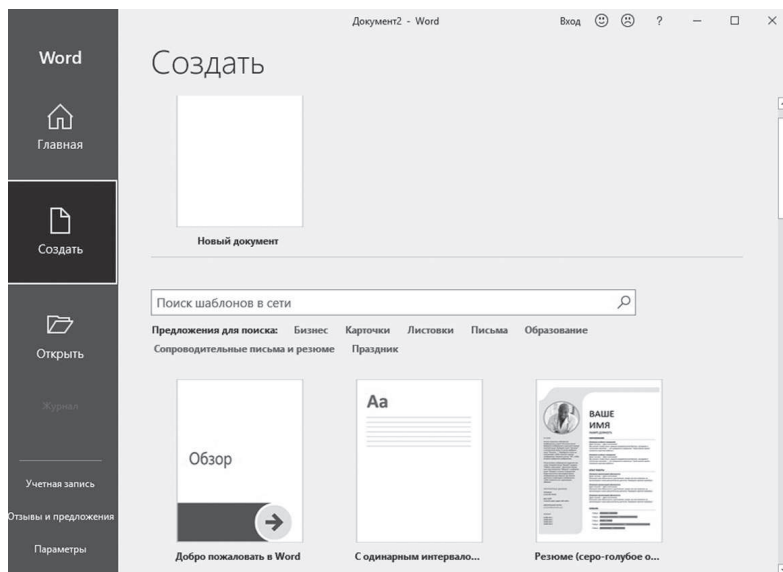 Документ2 - Word
Вход
?
Word
Главная
Создать
Открыть
Журнал
Учетная запись
Отзывы и предложения
Параметры
Создать
Новый документ
Поиск шаблонов в сети
Предложения для поиска: Бизнес Карточки Листовки Письма Образование
Сопроводительные письма и резюме Праздник
Обзор
Добро пожаловать в Word
Aa
С одинарным интервало...
ВАШЕ
ИМЯ
Резюме (серо-голубое о...